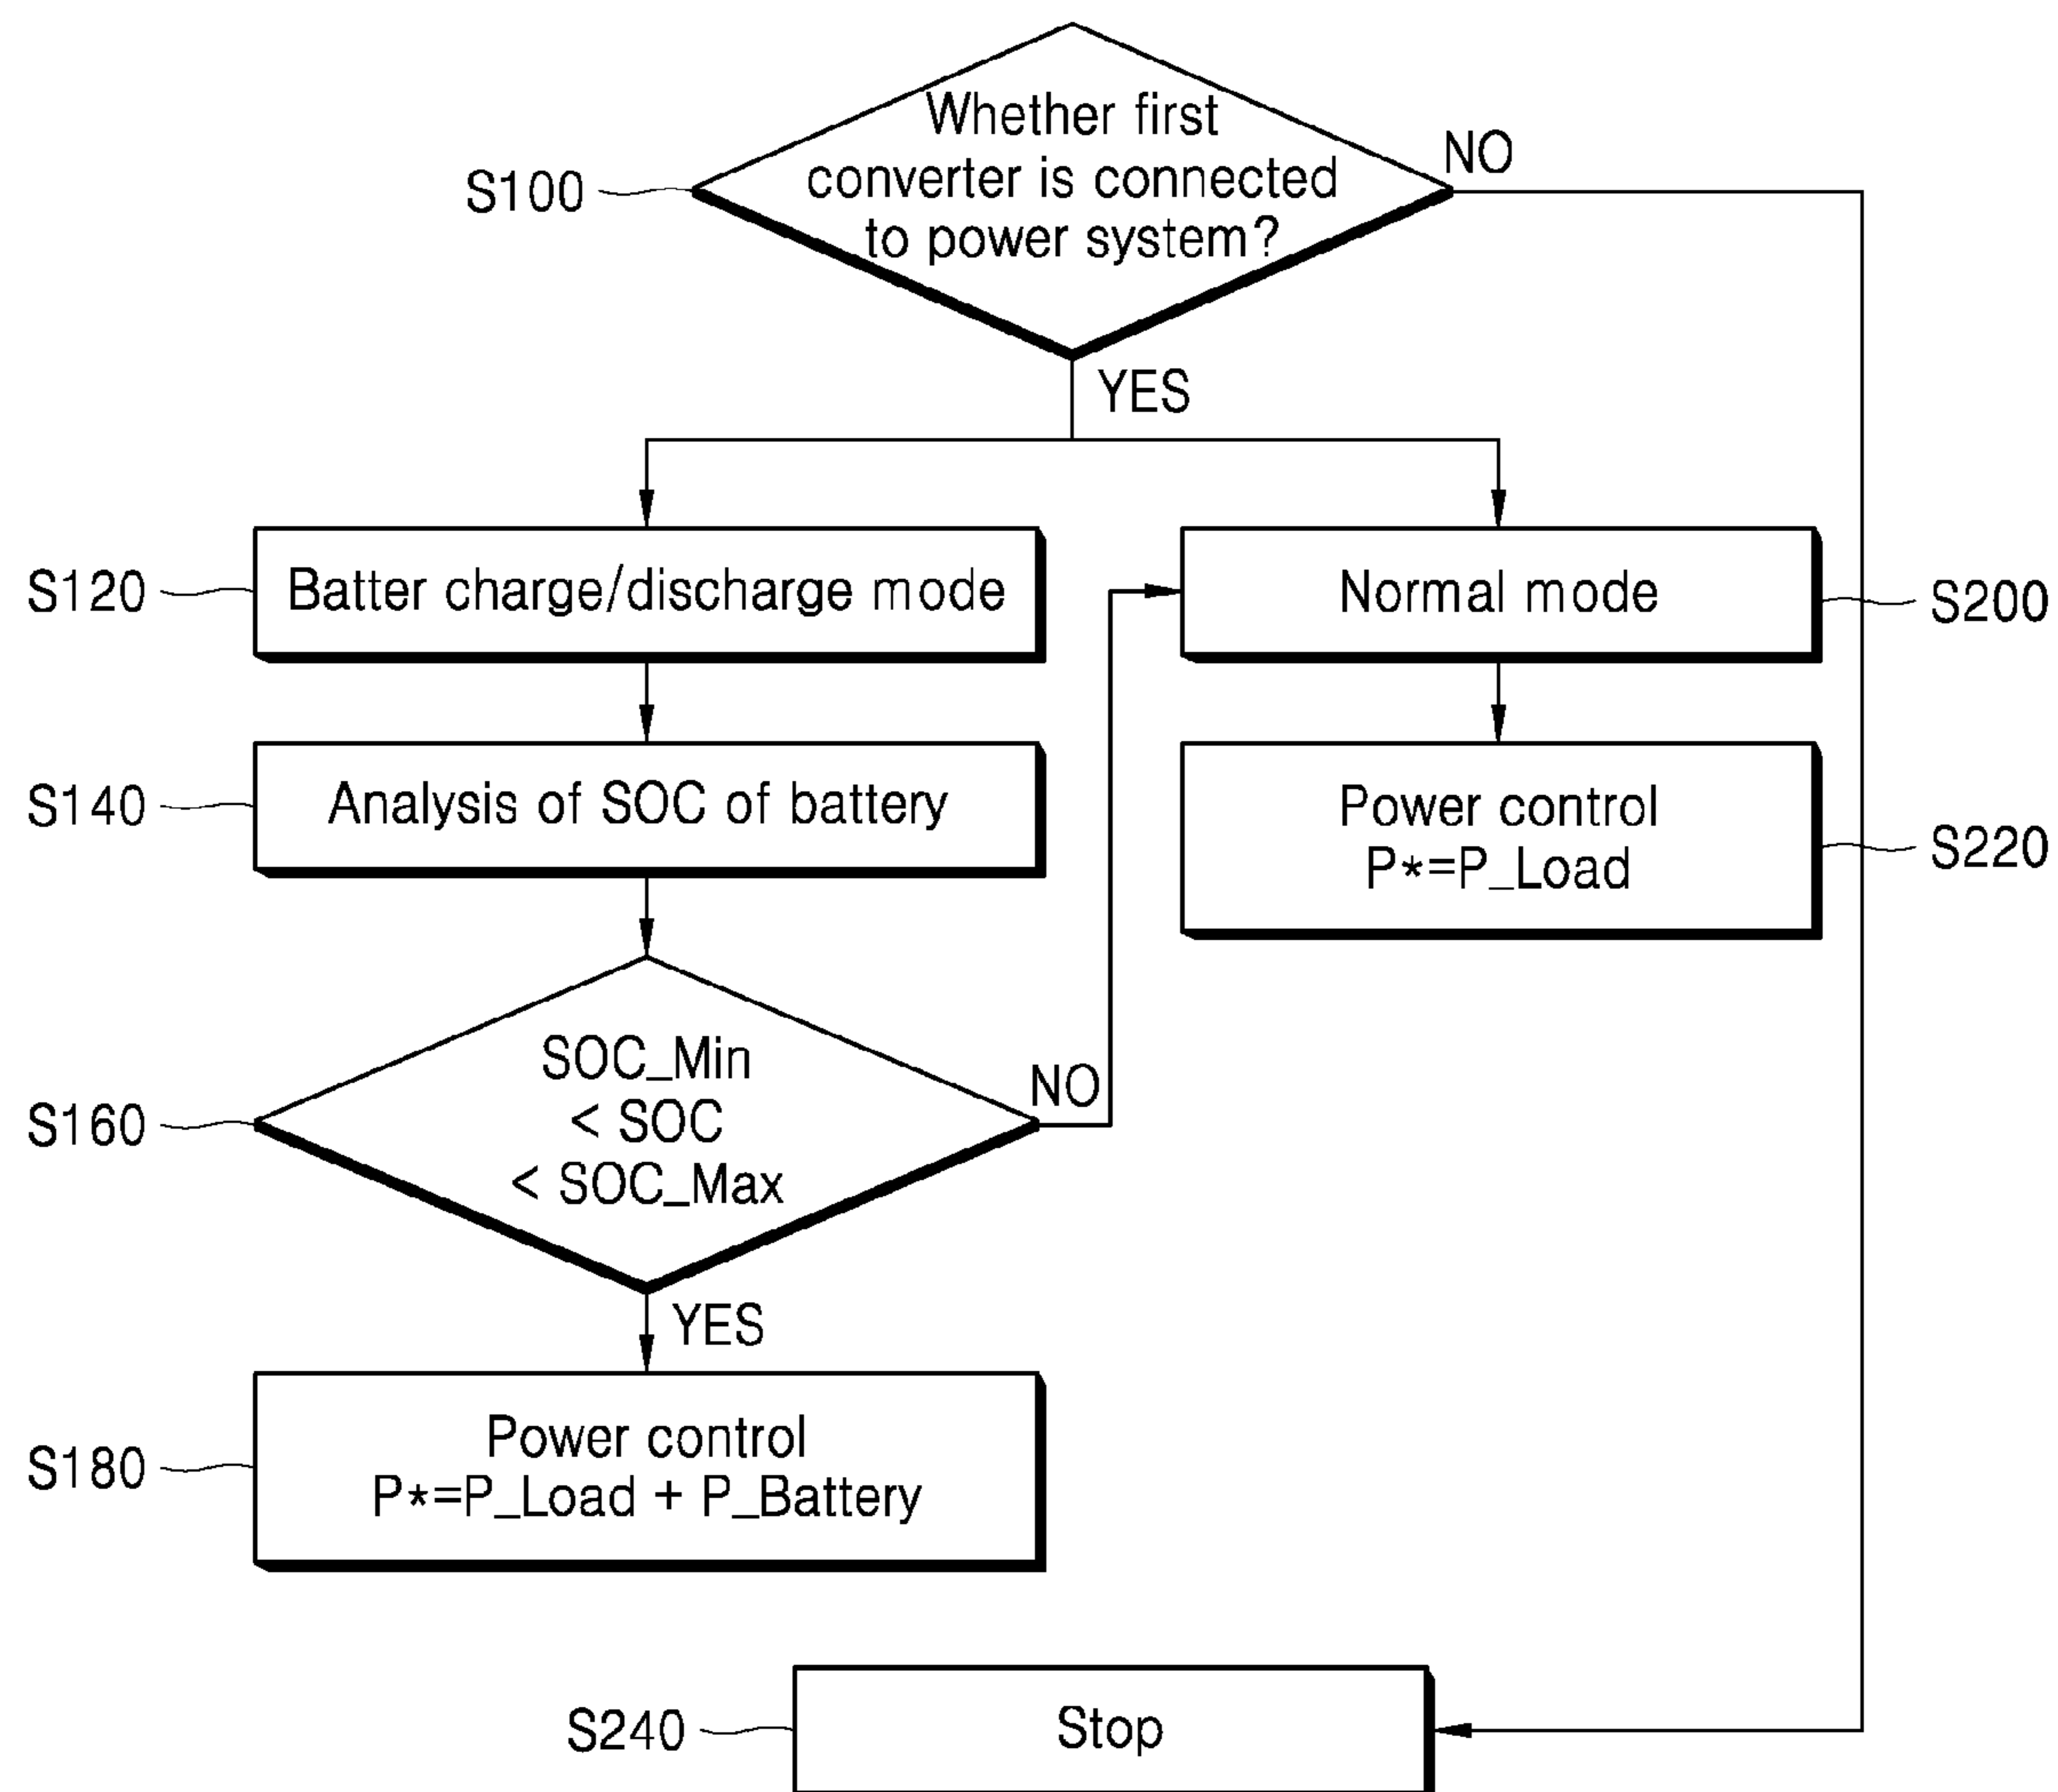 Whether first
converter is connected
to power system?
S100
NO
YES
S120
Batter charge/discharge mode
Normal mode
S200
S140
Analysis of SOC of battery
Power control
P*=P_Load
S220
SOC_Min
< SOC
< SOC_Max
S160
NO
YES
S180
Power control
P*=P_Load + P_Battery
S240
Stop